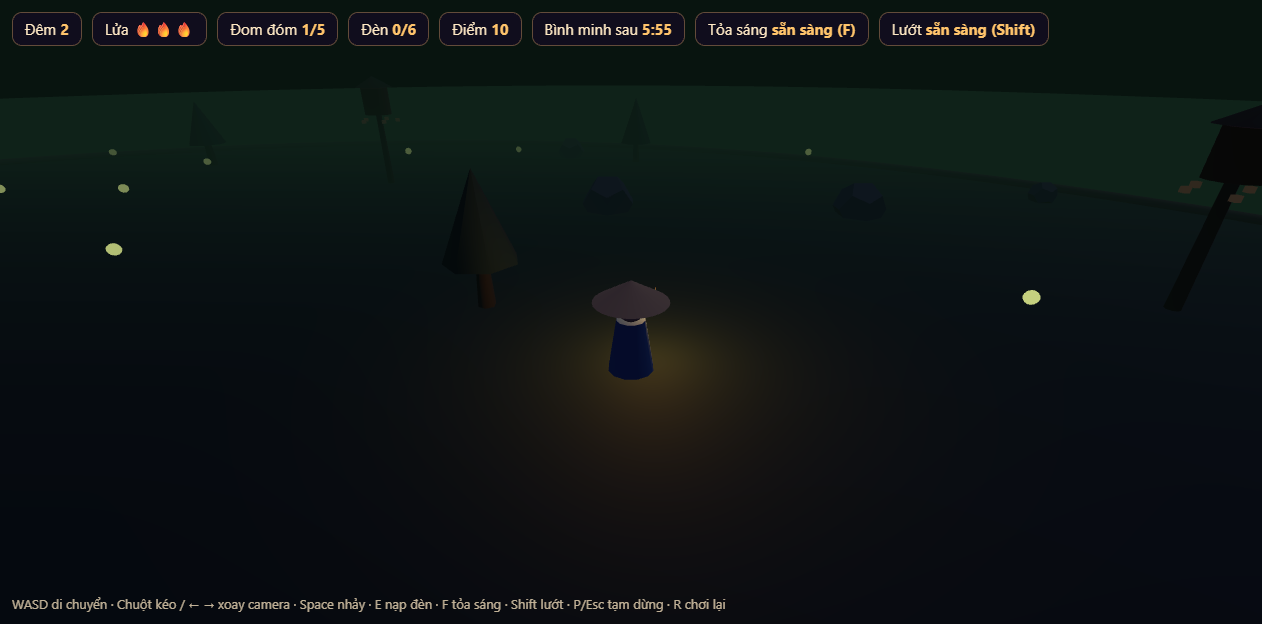 Đêm 2 Lửa 🔥 🔥 🔥 Đom đóm 1/5 Đèn 0/6 Điểm 10 Bình minh sau 5:55 Tỏa sáng sẵn sàng (F) Lướt sẵn sàng (Shift)
WASD di chuyển · Chuột kéo / ← → xoay camera · Space nhảy · E nạp đèn · F tỏa sáng · Shift lướt · P/Esc tạm dừng · R chơi lại